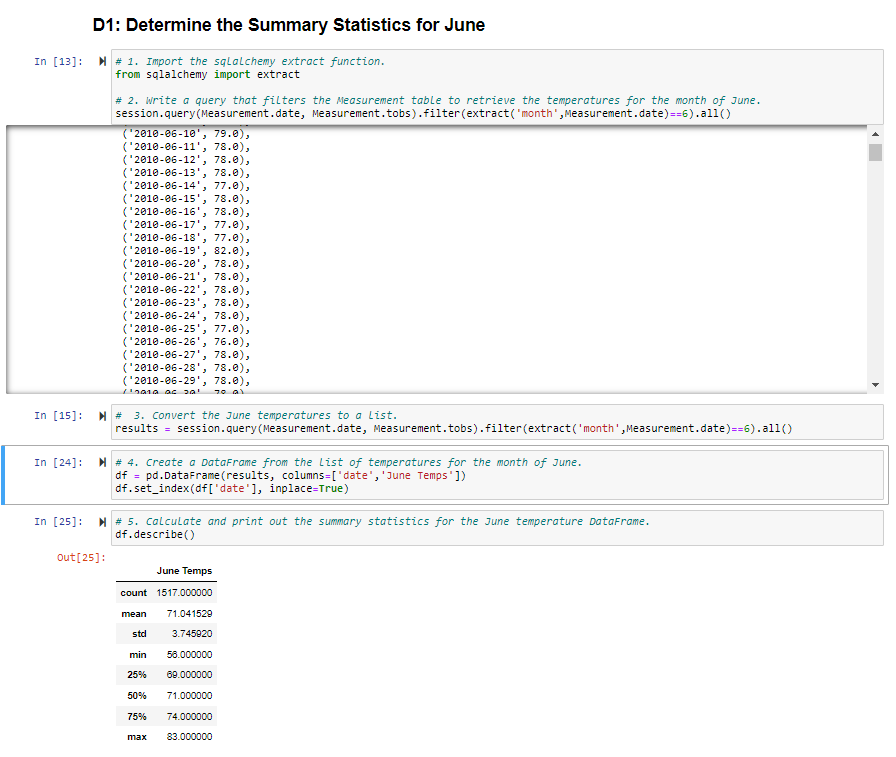 D1: Determine the Summary Statistics for June
In [13]:
# 1. Import the sqlalchemy extract function.
from sqlalchemy import extract
# 2. Write a query that filters the Measurement table to retrieve the temperatures for the month of June.
session.query(Measurement.date, Measurement.tobs).filter(extract('month',Measurement.date)==6).all()
('2010-06-10', 79.0),
('2010-06-11', 78.0),
('2010-06-12', 78.0),
('2010-06-13', 78.0),
('2010-06-14', 77.0),
('2010-06-15', 78.0),
('2010-06-16', 78.0),
('2010-06-17', 77.0),
('2010-06-18', 77.0),
('2010-06-19', 82.0),
('2010-06-20', 78.0),
('2010-06-21', 78.0),
('2010-06-22', 78.0),
('2010-06-23', 78.0),
('2010-06-24', 78.0),
('2010-06-25', 77.0),
('2010-06-26', 76.0),
('2010-06-27', 78.0),
('2010-06-28', 78.0),
('2010-06-29', 78.0),
('2010-06-30', 78.0)
In [15]:
#  3. Convert the June temperatures to a list.
results = session.query(Measurement.date, Measurement.tobs).filter(extract('month',Measurement.date)==6).all()
In [24]:
# 4. Create a DataFrame from the list of temperatures for the month of June.
df = pd.DataFrame(results, columns=['date','June Temps'])
df.set_index(df['date'], inplace=True)
In [25]:
# 5. Calculate and print out the summary statistics for the June temperature DataFrame.
df.describe()
Out[25]:
June Temps
count 1517.000000
mean 71.041529
std 3.745920
min 56.000000
25% 69.000000
50% 71.000000
75% 74.000000
max 83.000000